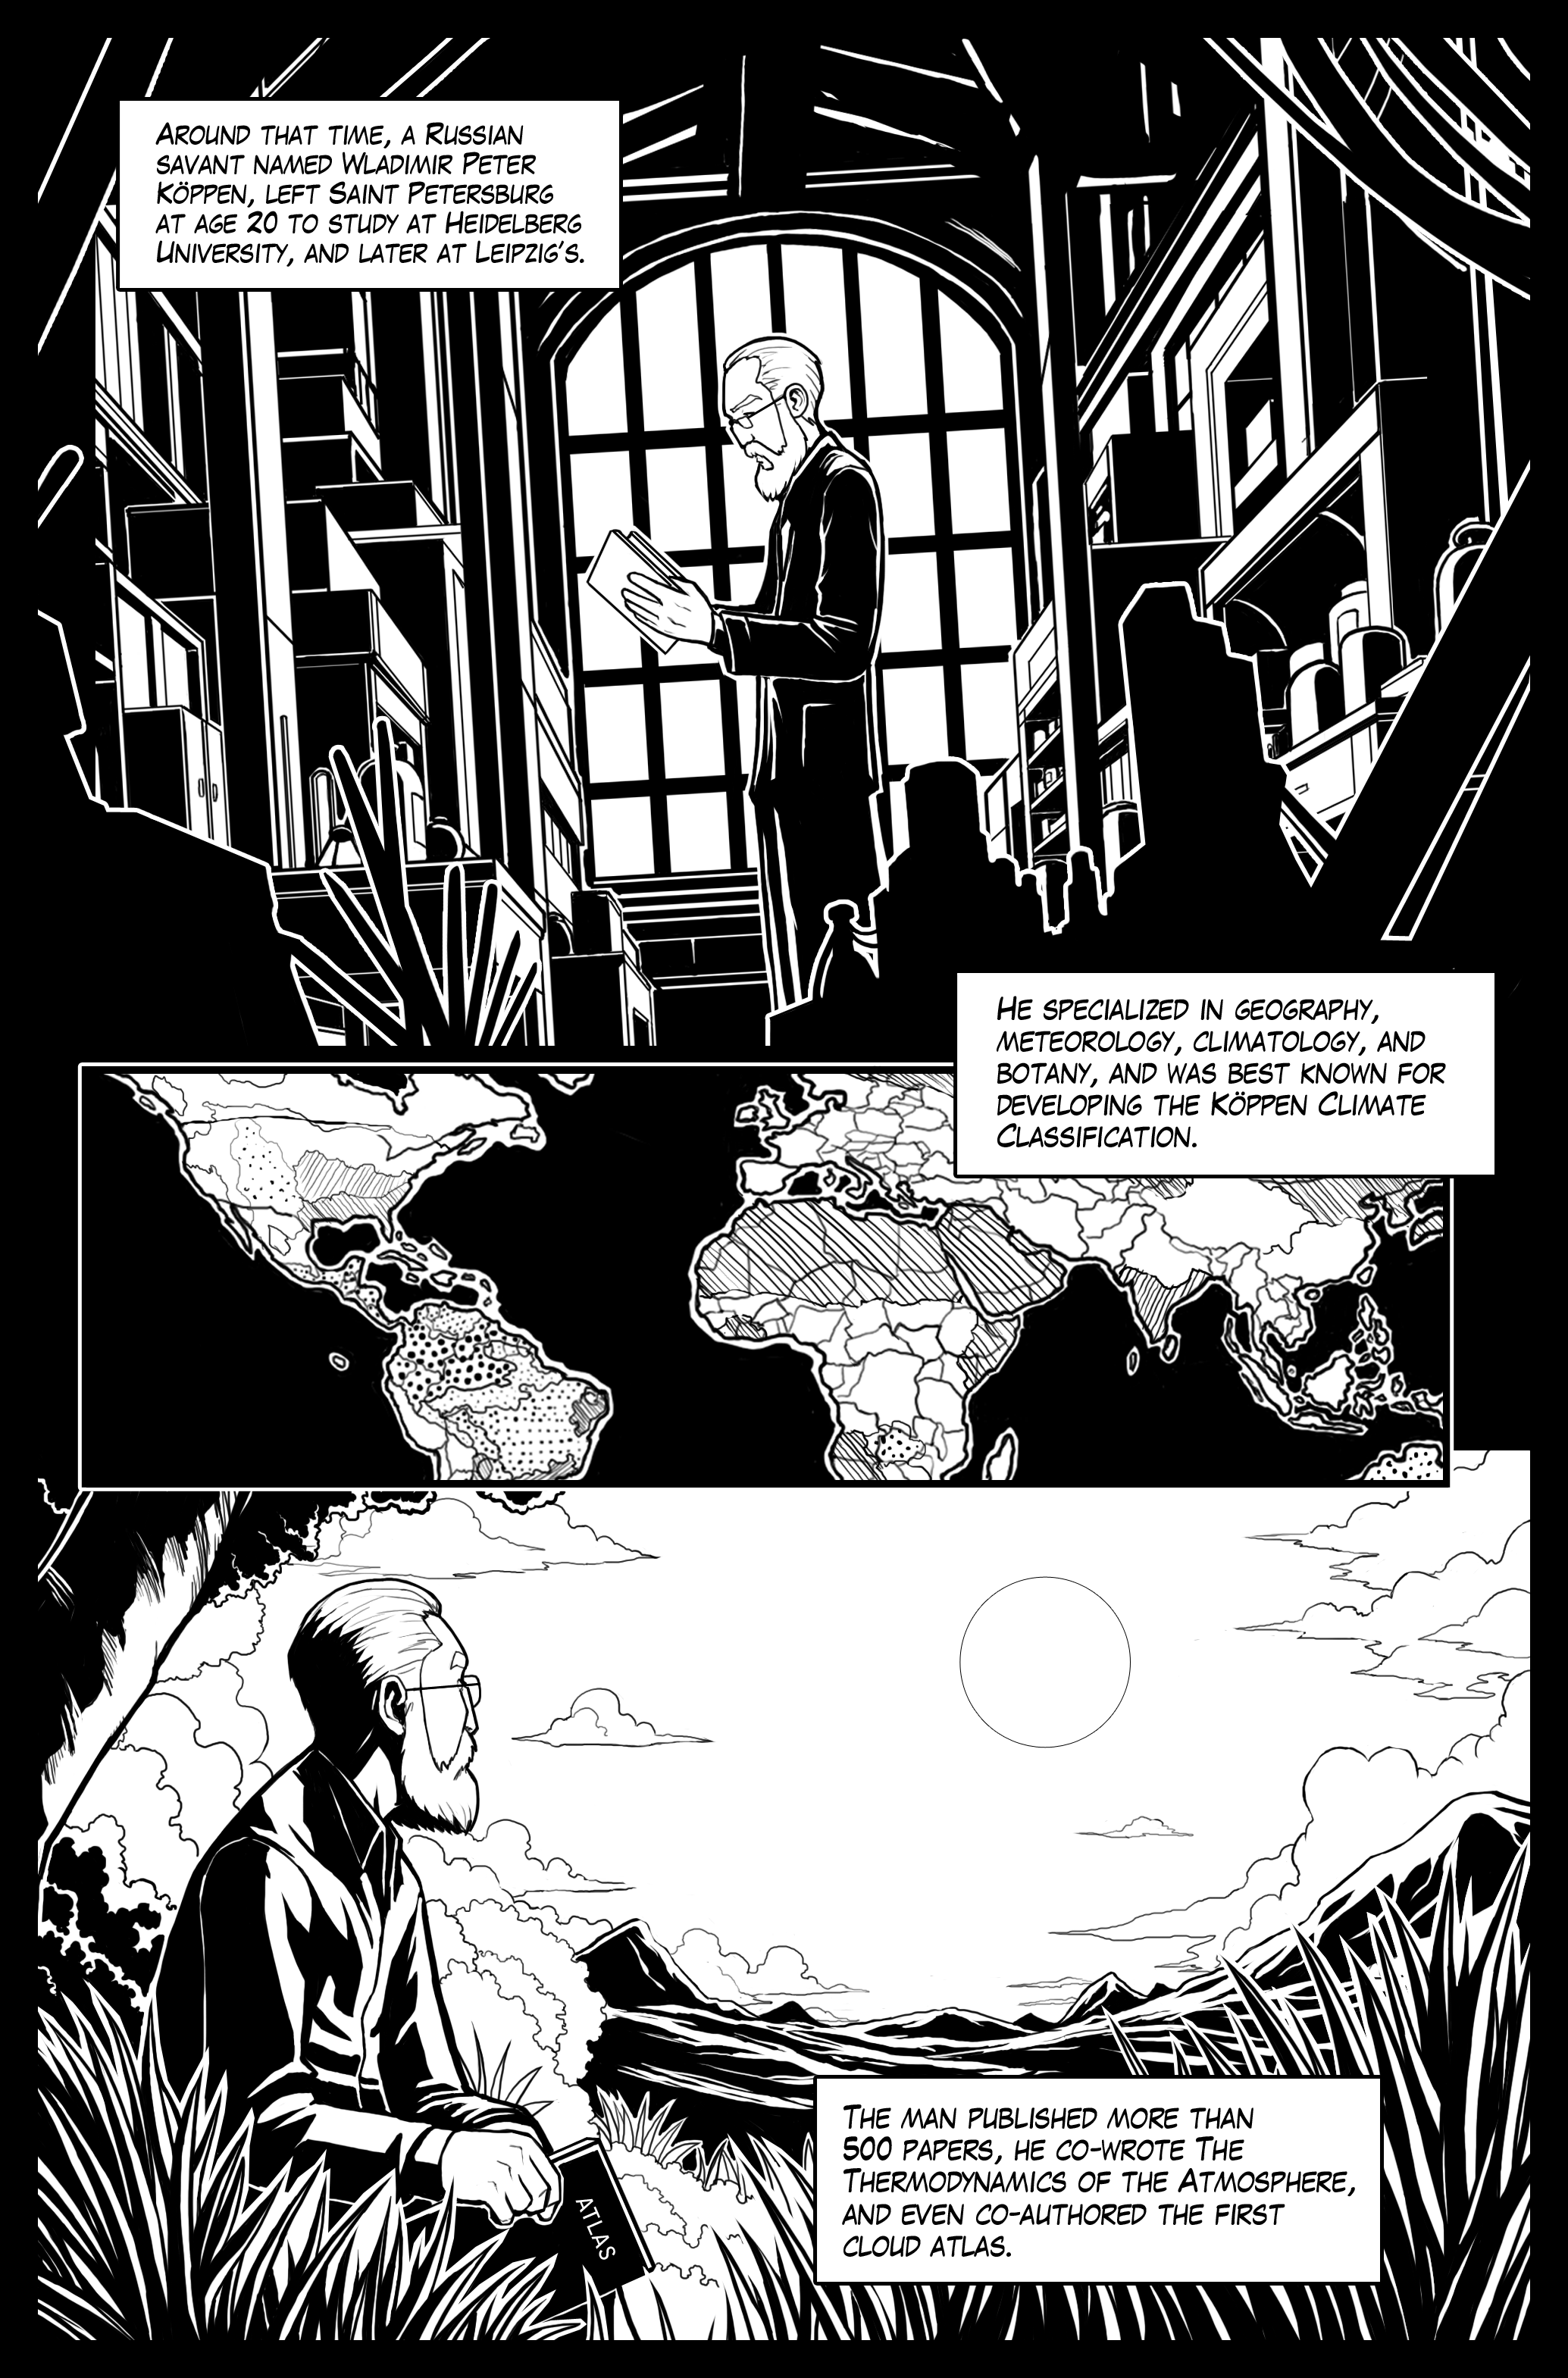 Around that time, a Russian
savant named Wladimir Peter
Köppen, left Saint Petersburg
at age 20 to study at Heidelberg
University, and later at Leipzig's.
He specialized in geography,
meteorology, climatology, and
botany, and was best known for
developing the Köppen Climate
Classification.
The man published more than
500 papers, he co-wrote The
Thermodynamics of the Atmosphere,
and even co-authored the first
cloud atlas.
ATLAS